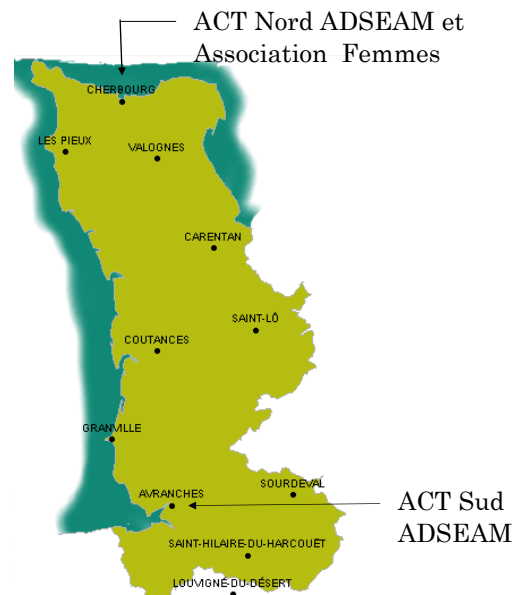 ACT Nord ADSEAM et
Association Femmes
CHERBOURG
LES PIEUX
VALOGNES
CARENTAN
SAINT-LÔ
COUTANCES
GRANVILLE
SOURDEVAL
AVRANCHES
ACT Sud
ADSEAM
SAINT-HILAIRE-DU-HARCOUËT
LOUVIGNÉ-DU-DÉSERT